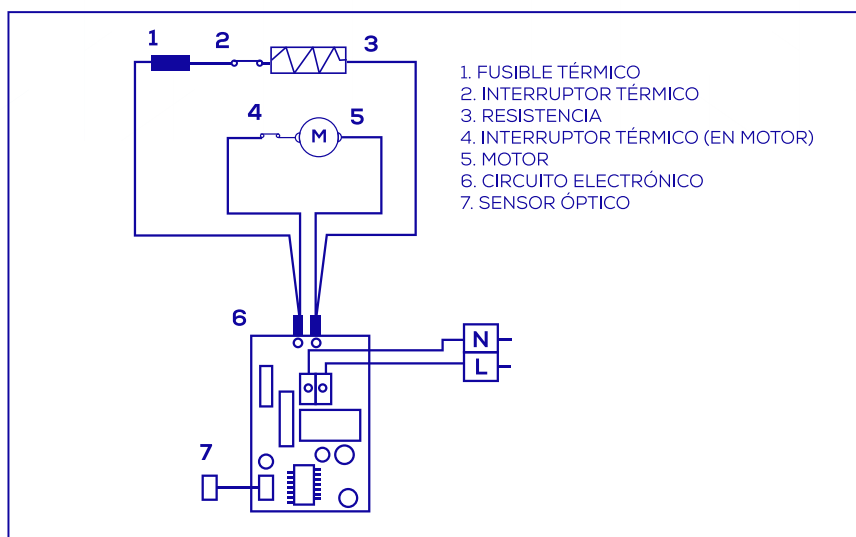 1
2
3
1. FUSIBLE TÉRMICO
2. INTERRUPTOR TÉRMICO
3. RESISTENCIA
4. INTERRUPTOR TÉRMICO (EN MOTOR)
5. MOTOR
6. CIRCUITO ELECTRÓNICO
7. SENSOR ÓPTICO
4
M
5
6
N
L
7